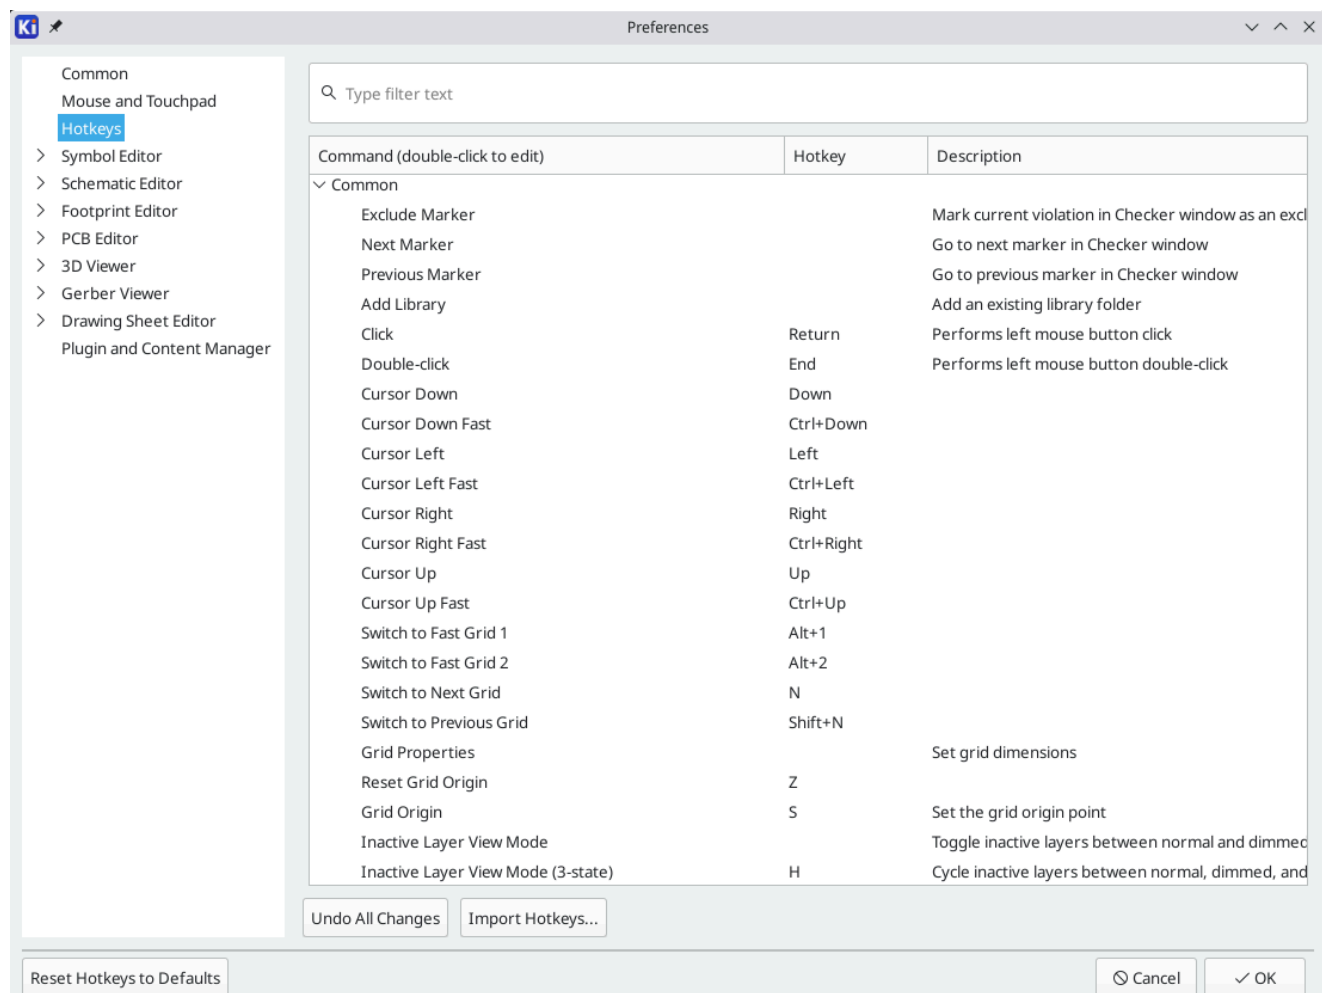 Ki Preferences
Common
Mouse and Touchpad
Hotkeys
Symbol Editor
Schematic Editor
Footprint Editor
PCB Editor
3D Viewer
Gerber Viewer
Drawing Sheet Editor
Plugin and Content Manager
Type filter text
Command (double-click to edit) Hotkey Description
Common
Exclude Marker Mark current violation in Checker window as an excl
Next Marker Go to next marker in Checker window
Previous Marker Go to previous marker in Checker window
Add Library Add an existing library folder
Click Return Performs left mouse button click
Double-click End Performs left mouse button double-click
Cursor Down Down
Cursor Down Fast Ctrl+Down
Cursor Left Left
Cursor Left Fast Ctrl+Left
Cursor Right Right
Cursor Right Fast Ctrl+Right
Cursor Up Up
Cursor Up Fast Ctrl+Up
Switch to Fast Grid 1 Alt+1
Switch to Fast Grid 2 Alt+2
Switch to Next Grid N
Switch to Previous Grid Shift+N
Grid Properties Set grid dimensions
Reset Grid Origin Z
Grid Origin S Set the grid origin point
Inactive Layer View Mode Toggle inactive layers between normal and dimmed
Inactive Layer View Mode (3-state) H Cycle inactive layers between normal, dimmed, and
Undo All Changes Import Hotkeys...
Reset Hotkeys to Defaults Cancel OK